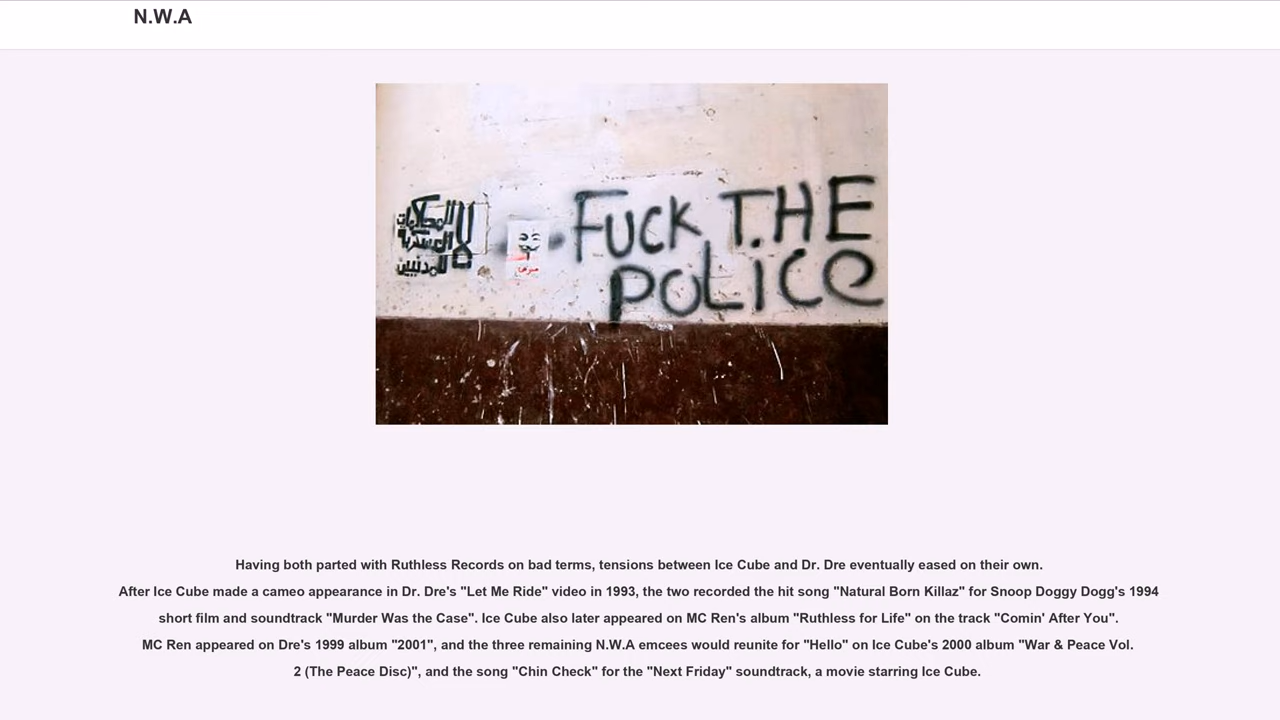 N.W.A
لا للمحاكمات
العسكرية
للمدنيين
FUCK T.HE
POLICE
Having both parted with Ruthless Records on bad terms, tensions between Ice Cube and Dr. Dre eventually eased on their own.
After Ice Cube made a cameo appearance in Dr. Dre's "Let Me Ride" video in 1993, the two recorded the hit song "Natural Born Killaz" for Snoop Doggy Dogg's 1994
short film and soundtrack "Murder Was the Case". Ice Cube also later appeared on MC Ren's album "Ruthless for Life" on the track "Comin' After You".
MC Ren appeared on Dre's 1999 album "2001", and the three remaining N.W.A emcees would reunite for "Hello" on Ice Cube's 2000 album "War & Peace Vol.
2 (The Peace Disc)", and the song "Chin Check" for the "Next Friday" soundtrack, a movie starring Ice Cube.